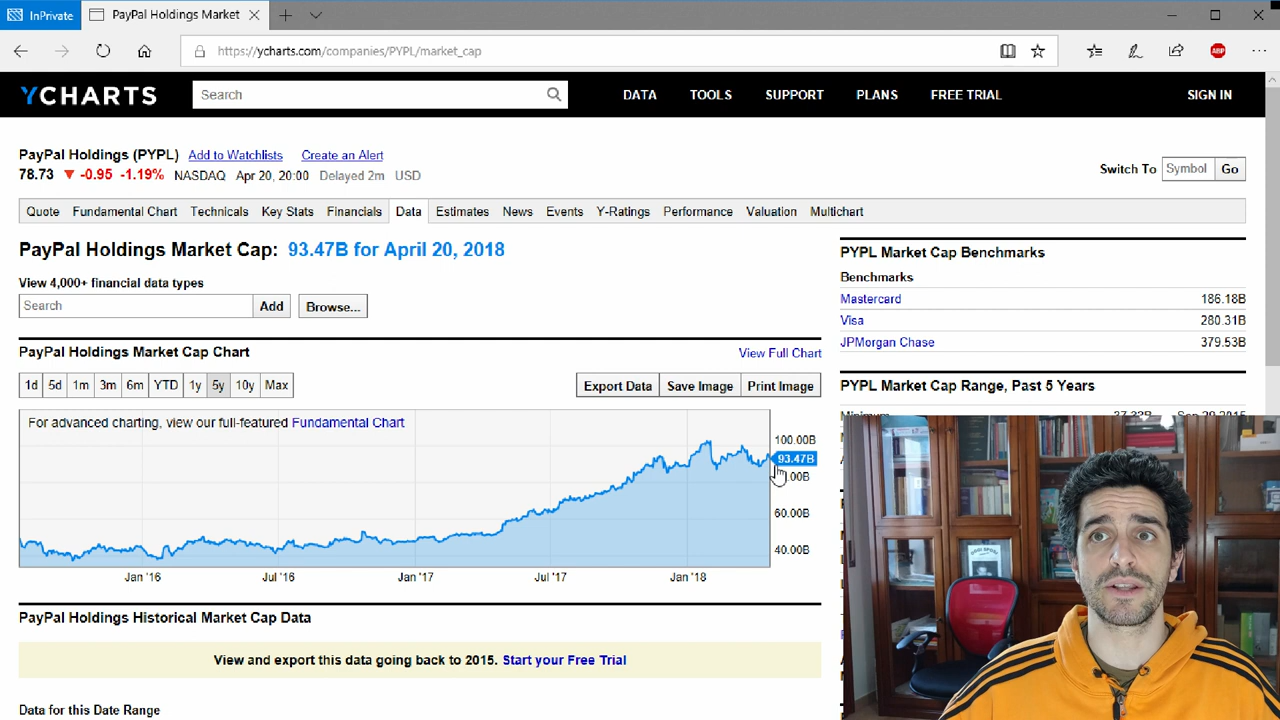 InPrivate
PayPal Holdings Market
https://ycharts.com/companies/PYPL/market_cap
ABP
YCHARTS
Search
DATA TOOLS SUPPORT PLANS FREE TRIAL SIGN IN
PayPal Holdings (PYPL) Add to Watchlists Create an Alert
78.73 ▼ -0.95 -1.19% NASDAQ Apr 20, 20:00 Delayed 2m USD
Switch To Symbol Go
Quote Fundamental Chart Technicals Key Stats Financials Data Estimates News Events Y-Ratings Performance Valuation Multichart
PayPal Holdings Market Cap: 93.47B for April 20, 2018
View 4,000+ financial data types
Search Add Browse...
PayPal Holdings Market Cap Chart View Full Chart
1d 5d 1m 3m 6m YTD 1y 5y 10y Max Export Data Save Image Print Image
For advanced charting, view our full-featured Fundamental Chart
100.00B
93.47B
60.00B
40.00B
Jan '16 Jul '16 Jan '17 Jul '17 Jan '18
PayPal Holdings Historical Market Cap Data
View and export this data going back to 2015. Start your Free Trial
Data for this Date Range
PYPL Market Cap Benchmarks
Benchmarks
Mastercard 186.18B
Visa 280.31B
JPMorgan Chase 379.53B
PYPL Market Cap Range, Past 5 Years
OGGI SPOSI